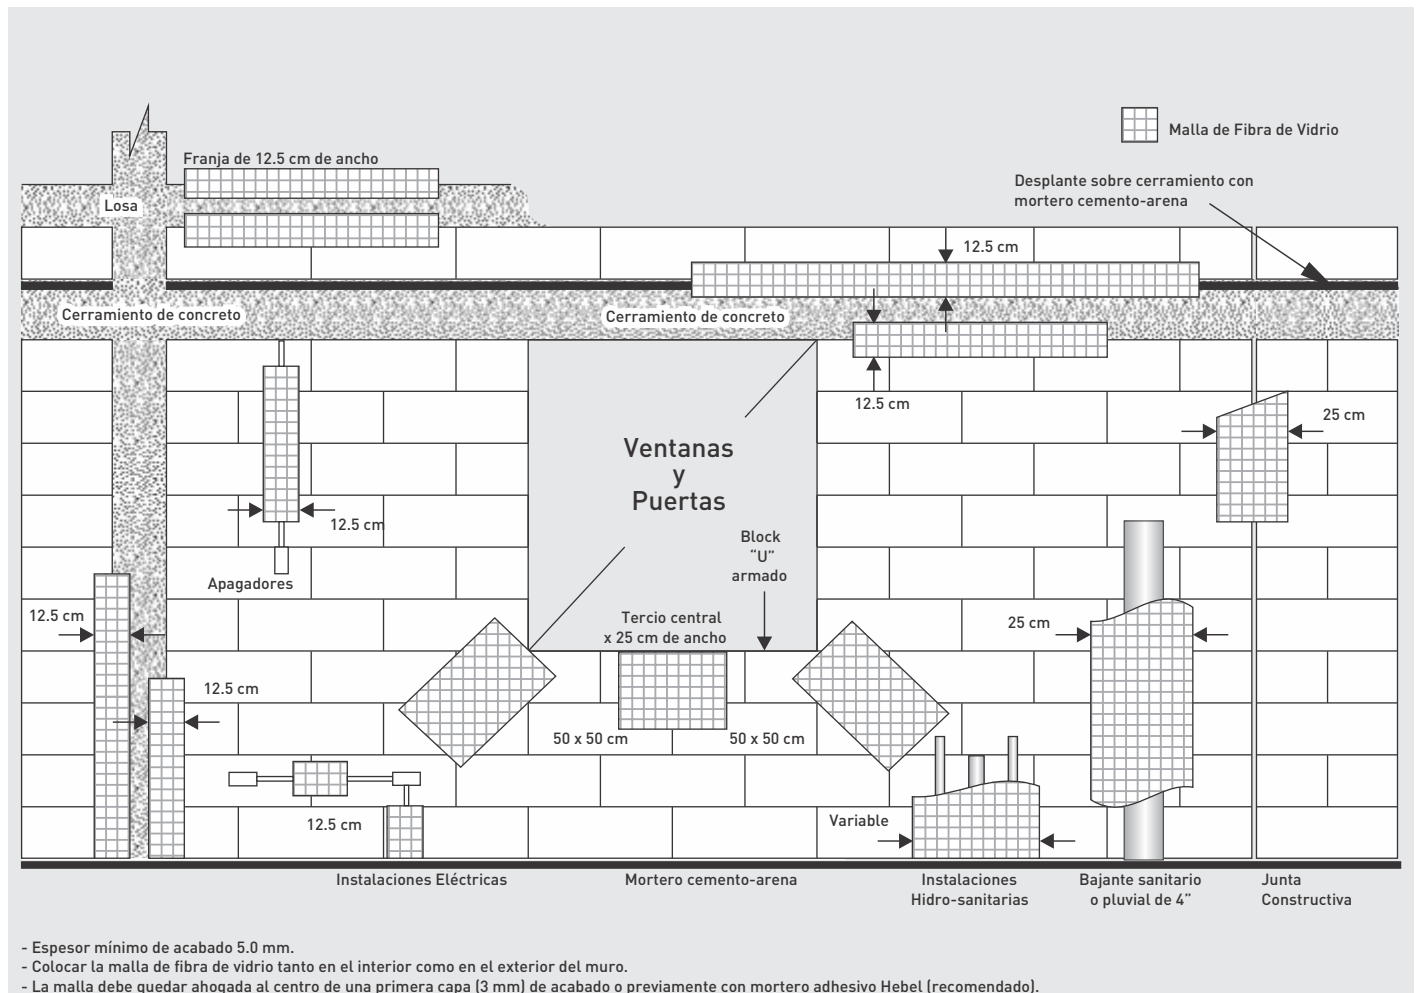 Malla de Fibra de Vidrio
Franja de 12.5 cm de ancho
Desplante sobre cerramiento con
mortero cemento-arena
Losa
12.5 cm
Cerramiento de concreto
Cerramiento de concreto
12.5 cm
25 cm
Ventanas
y
Puertas
12.5 cm
Block
“U”
armado
Apagadores
12.5 cm
Tercio central
x 25 cm de ancho
25 cm
12.5 cm
50 x 50 cm
50 x 50 cm
12.5 cm
Variable
Instalaciones Eléctricas
Mortero cemento-arena
Instalaciones
Hidro-sanitarias
Bajante sanitario
o pluvial de 4”
Junta
Constructiva
- Espesor mínimo de acabado 5.0 mm.
- Colocar la malla de fibra de vidrio tanto en el interior como en el exterior del muro.
- La malla debe quedar ahogada al centro de una primera capa (3 mm) de acabado o previamente con mortero adhesivo Hebel (recomendado).